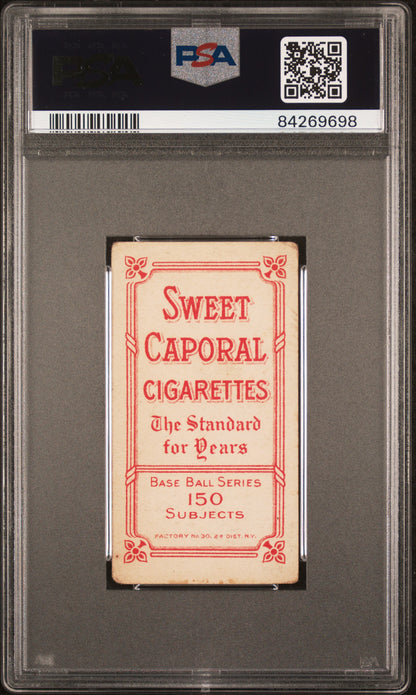 PSA
84269698
SWEET
CAPORAL
CIGARETTES
The Standard
for Years
BASE BALL SERIES
150
SUBJECTS
FACTORY No 30, 2d DIST. N.Y.